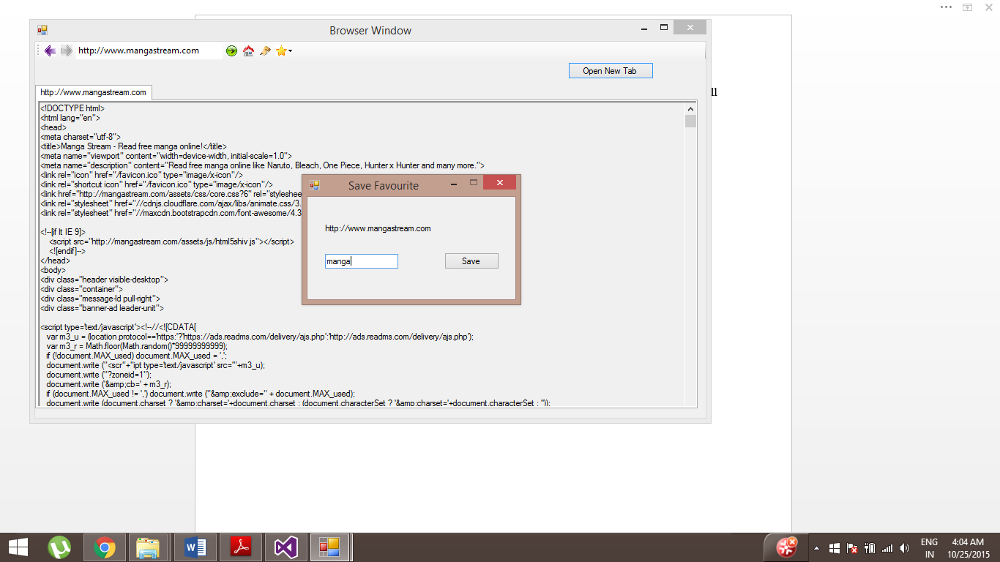 Browser Window
http://www.mangastream.com
Open New Tab
http://www.mangastream.com
ll
<!DOCTYPE html>
<html lang="en">
<head>
<meta charset="utf-8">
<title>Manga Stream - Read free manga online!</title>
<meta name="viewport" content="width=device-width, initial-scale=1.0">
<meta name="description" content="Read free manga online like Naruto, Bleach, One Piece, Hunter x Hunter and many more.">
<link rel="icon" href="/favicon.ico" type="image/x-icon"/>
<link rel="shortcut icon" href="/favicon.ico" type="image/x-icon"/>
<link href="http://mangastream.com/assets/css/core.css?6" rel="styleshee
<link rel="stylesheet" href="//cdnjs.cloudflare.com/ajax/libs/animate.css/3.
<link rel="stylesheet" href="//maxcdn.bootstrapcdn.com/font-awesome/4.3
<!--[if lt IE 9]>
<script src="http://mangastream.com/assets/js/html5shiv.js"></script>
<![endif]-->
</head>
<body>
<div class="header visible-desktop">
<div class="container">
<div class="message-ld pull-right">
<div class="banner-ad leader-unit">
<script type='text/javascript'><!--//<![CDATA[
var m3_u = (location.protocol=='https:'?'https://ads.readms.com/delivery/ajs.php':'http://ads.readms.com/delivery/ajs.php');
var m3_r = Math.floor(Math.random()*99999999999);
if (!document.MAX_used) document.MAX_used = ',';
document.write ("<scr"+"ipt type='text/javascript' src='"+m3_u);
document.write ("?zoneid=1");
document.write ('&amp;cb=' + m3_r);
if (document.MAX_used != ',') document.write ("&amp;exclude=" + document.MAX_used);
document.write (document.charset ? '&amp;charset='+document.charset : (document.characterSet ? '&amp;charset='+document.characterSet : ''));
Save Favourite
http://www.mangastream.com
manga
Save
ENG
IN
4:04 AM
10/25/2015